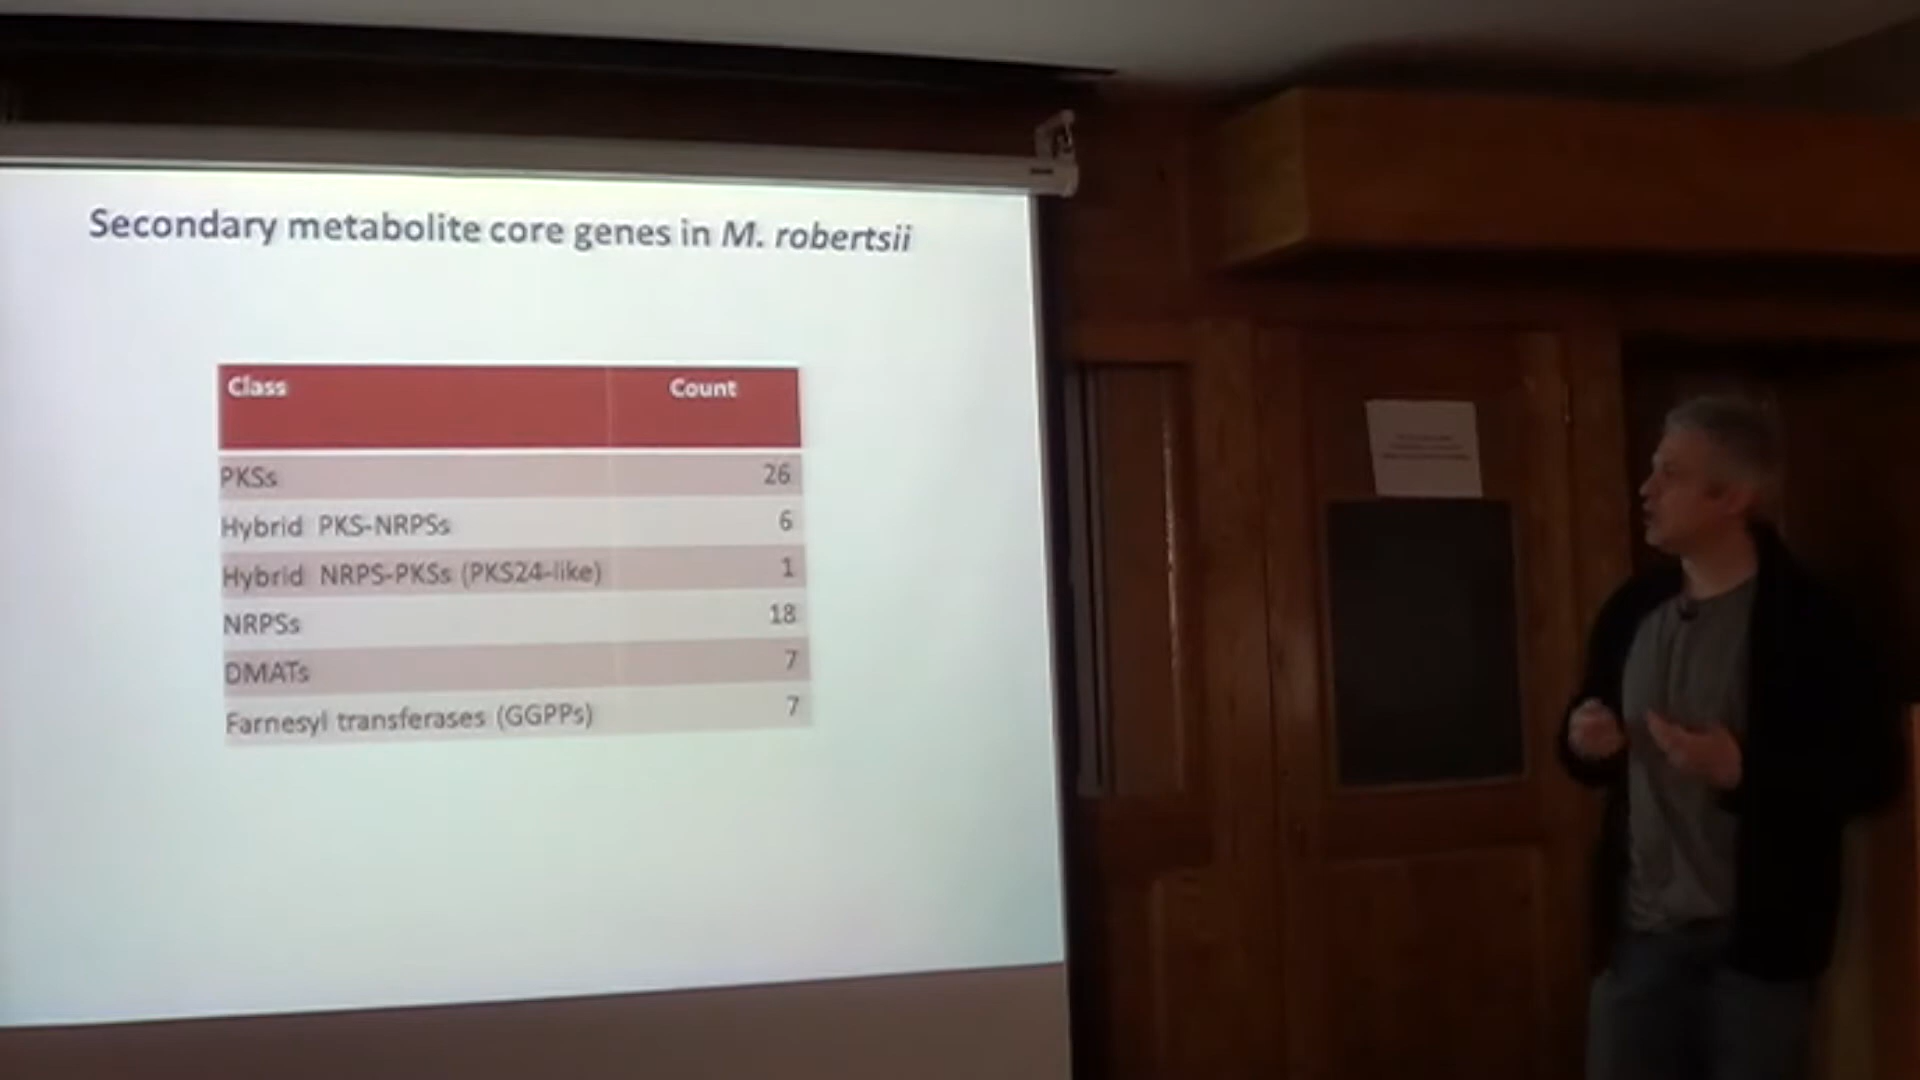 Secondary metabolite core genes in M. robertsii
Class Count
PKSs 26
Hybrid PKS-NRPSs 6
Hybrid NRPS-PKSs (PKS24-like) 1
NRPSs 18
DMATs 7
Farnesyl transferases (GGPPs) 7